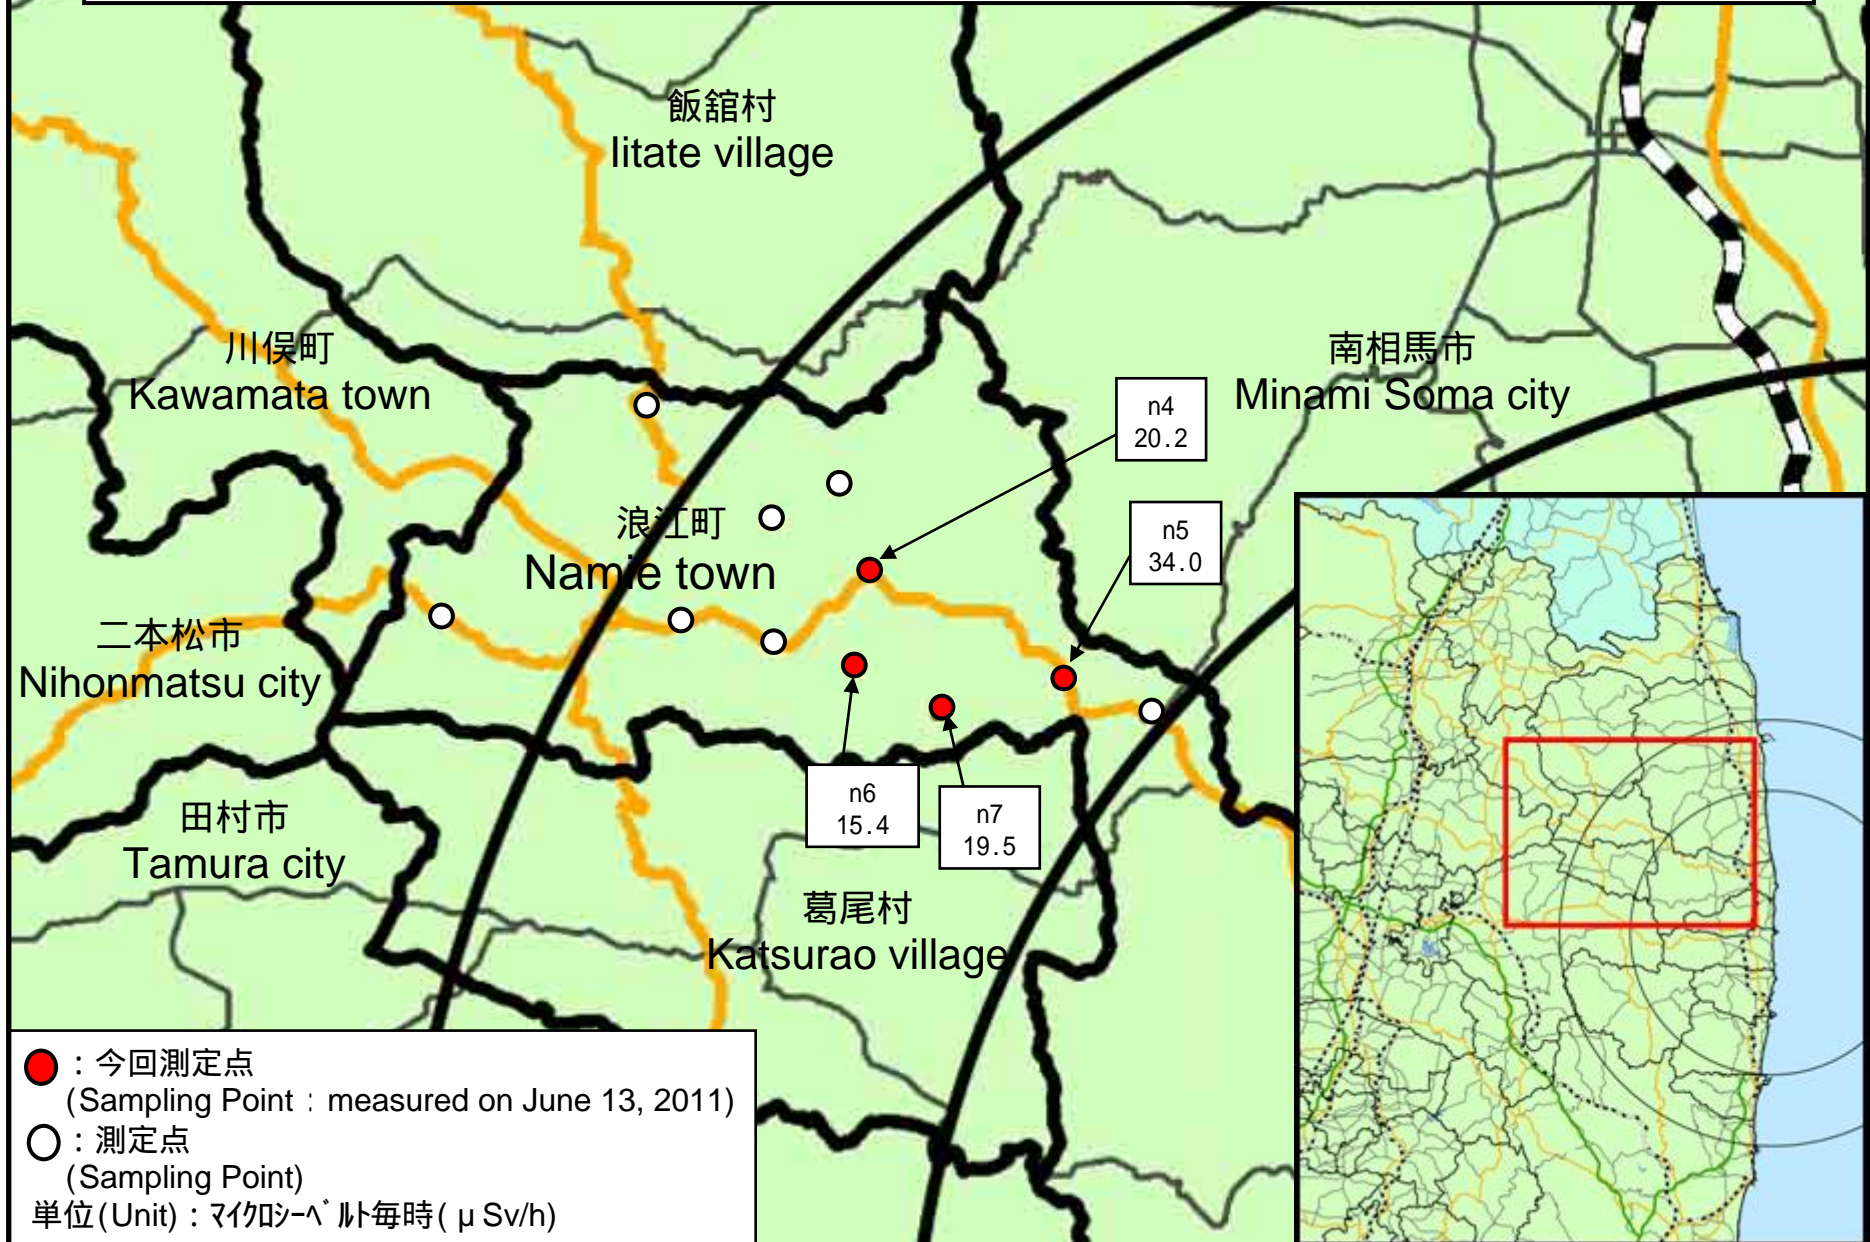 飯舘村
Iitate village
川俣町
Kawamata town
南相馬市
Minami Soma city
n4
20.2
n5
34.0
浪江町
Namie town
二本松市
Nihonmatsu city
n6
15.4
n7
19.5
田村市
Tamura city
葛尾村
Katsurao village
：今回測定点
(Sampling Point：measured on June 13, 2011)
：測定点
(Sampling Point)
単位(Unit)：ﾏｲｸﾛｼｰﾍﾞﾙﾄ毎時( μ Sv/h)